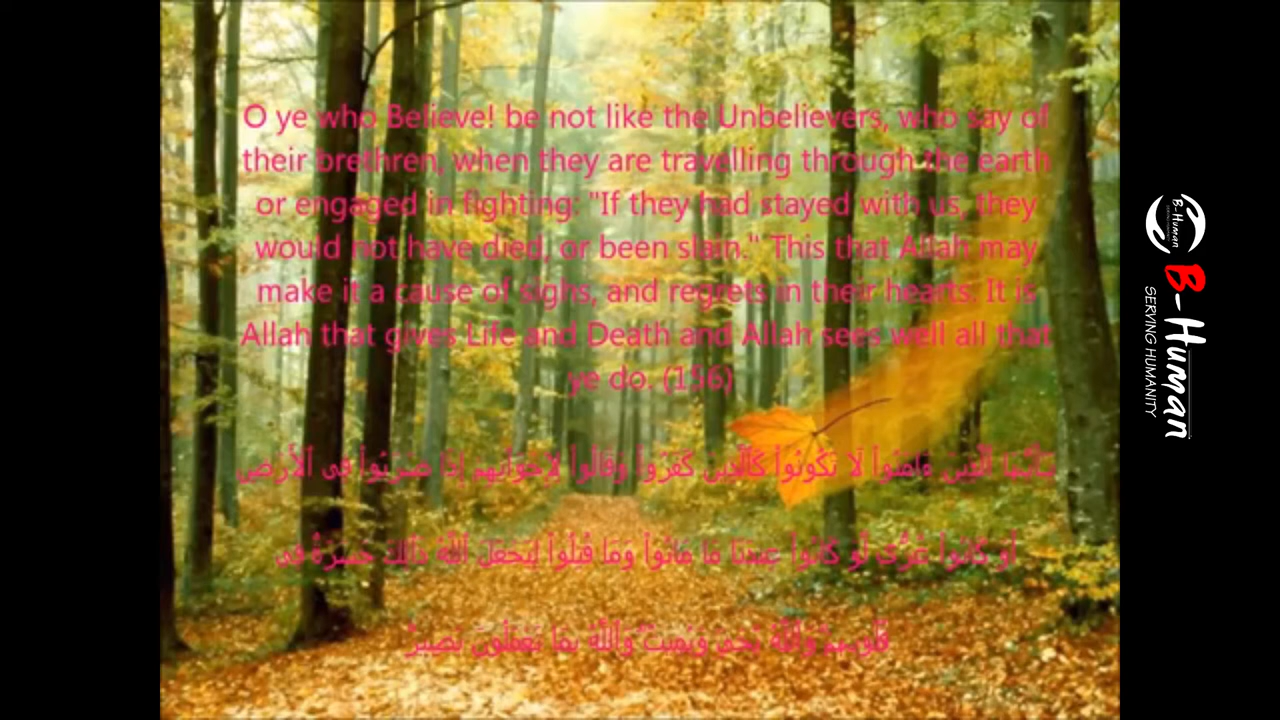 O ye who Believe! be not like the Unbelievers, who say of
their brethren, when they are travelling through the earth
or engaged in fighting: "If they had stayed with us, they
would not have died, or been slain." This that Allah may
make it a cause of sighs, and regrets in their hearts. It is
Allah that gives Life and Death and Allah sees well all that
ye do. (156)
يَـٰٓأَيُّہَا ٱلَّذِينَ ءَامَنُواْ لَا تَكُونُواْ كَٱلَّذِينَ كَفَرُواْ وَقَالُواْ لِإِخۡوَٲنِهِمۡ إِذَا ضَرَبُواْ فِى ٱلۡأَرۡضِ
أَوۡ كَانُواْ غُزًّ۬ى لَّوۡ كَانُواْ عِندَنَا مَا مَاتُواْ وَمَا قُتِلُواْ لِيَجۡعَلَ ٱللَّهُ ذَٲلِكَ حَسۡرَةً۬ فِى
قُلُوبِہِمۡ‌ۗ وَٱللَّهُ يُحۡىِۦ وَيُمِيتُ‌ۗ وَٱللَّهُ بِمَا تَعۡمَلُونَ بَصِيرٌ۬
B-Human
B-Human
SERVING HUMANITY